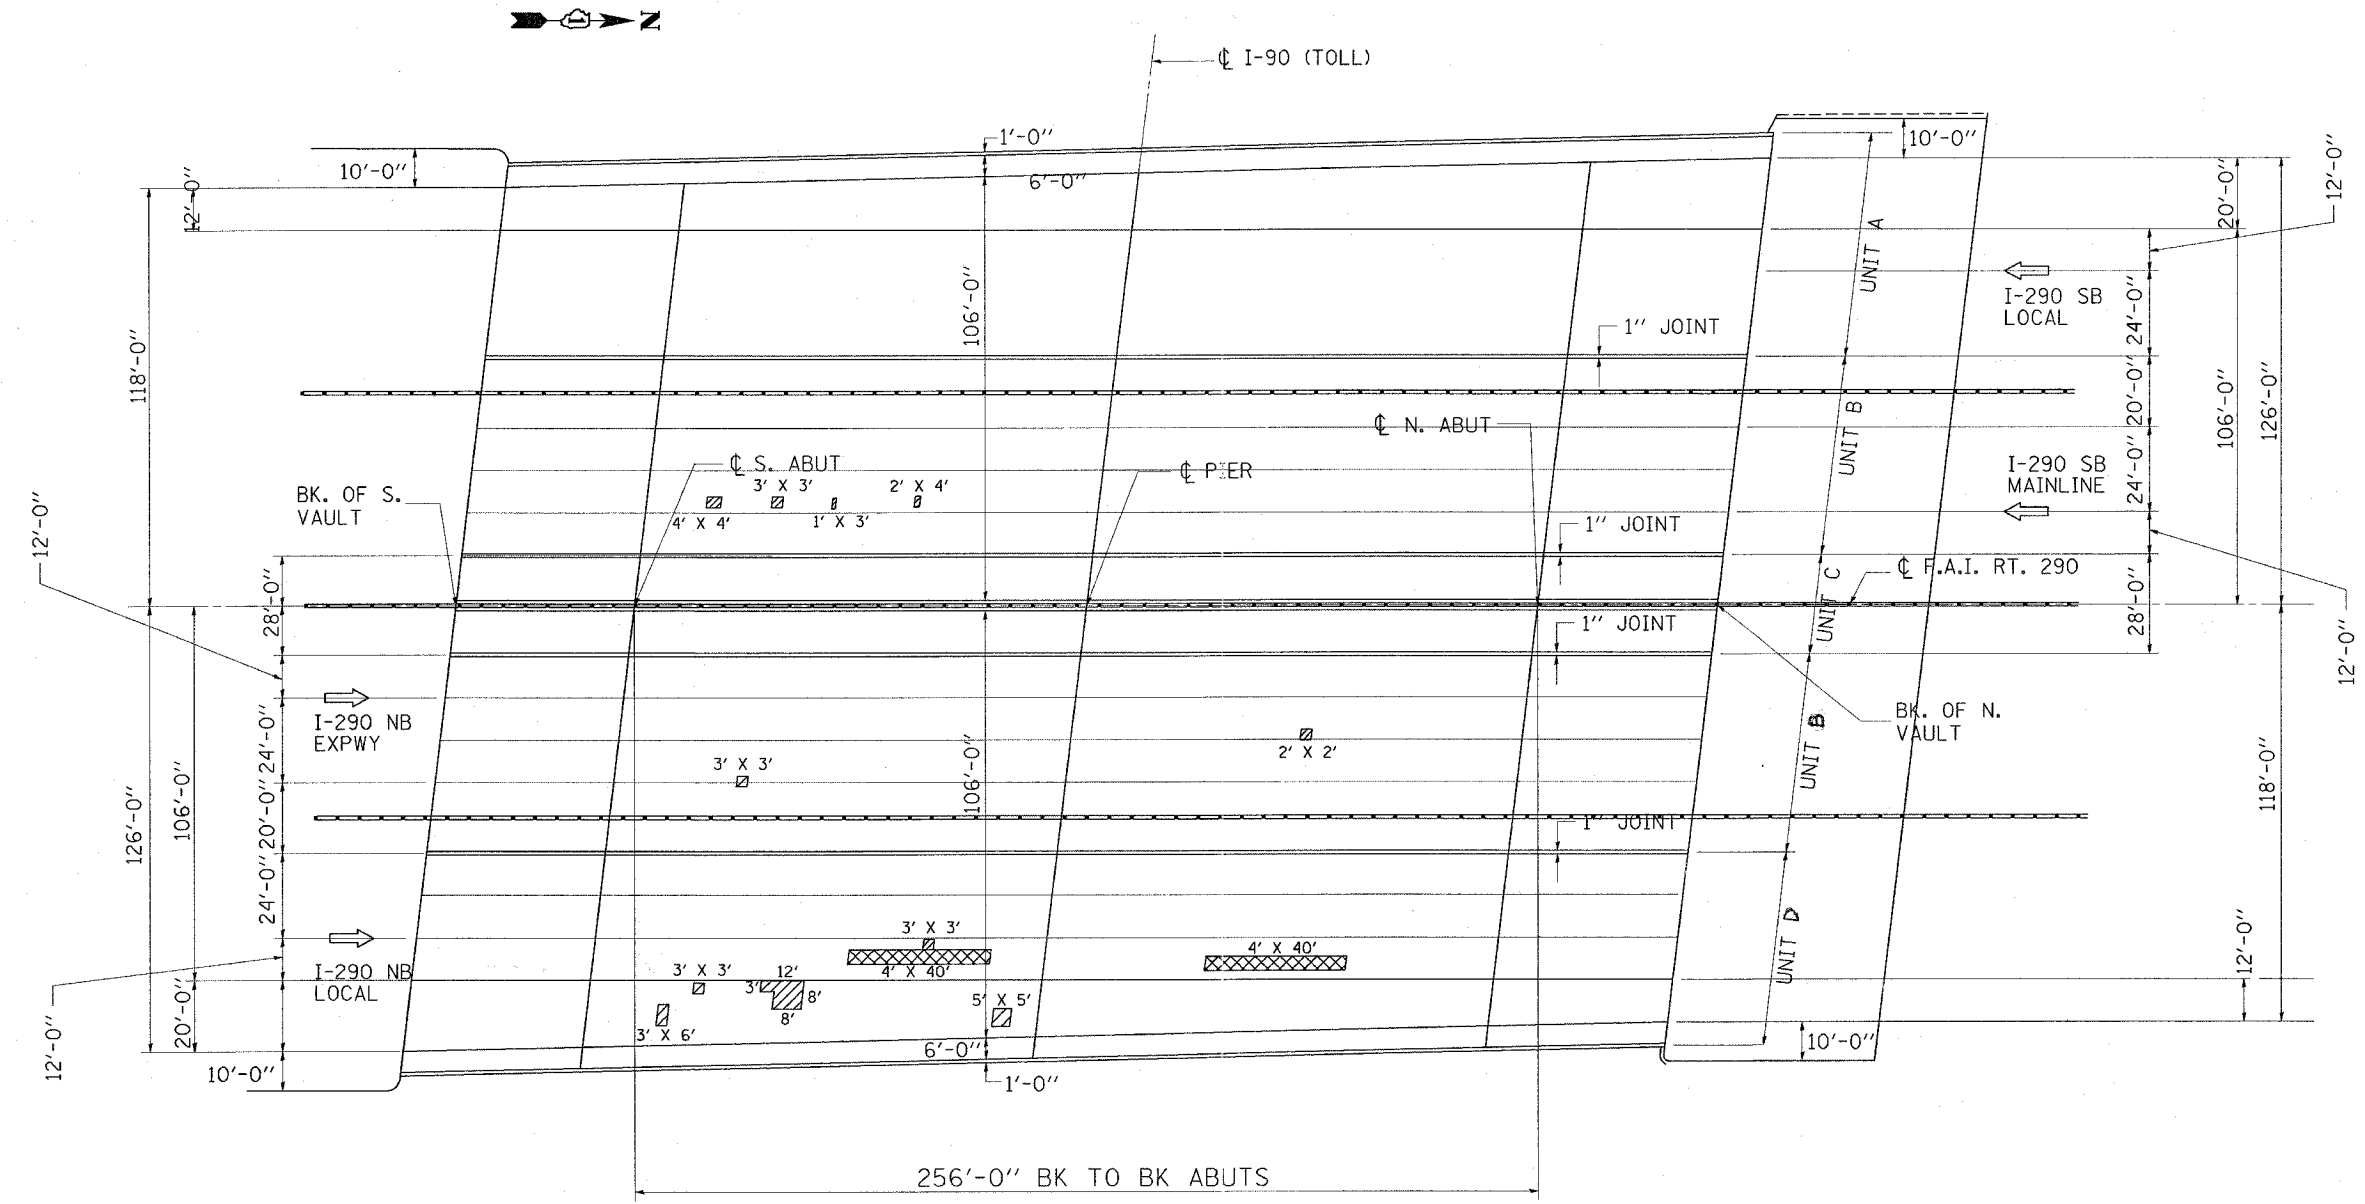 N
℄ I-90 (TOLL)
1'-0"
10'-0"
10'-0"
12'-0"
6'-0"
20'-0"
12'-0"
UNIT A
I-290 SB
LOCAL
106'-0"
1" JOINT
24'-0"
118'-0"
20'-0"
106'-0"
126'-0"
UNIT B
℄ N. ABUT
℄ S. ABUT
℄ PIER
I-290 SB
MAINLINE
24'-0"
BK. OF S.
VAULT
3' X 3'
2' X 4'
4' X 4'
1' X 3'
12'-0"
1" JOINT
℄ F.A.I. RT. 290
28'-0"
UNIT C
28'-0"
1" JOINT
12'-0"
I-290 NB
EXPWY
BK. OF N.
VAULT
24'-0"
2' X 2'
UNIT B
3' X 3'
106'-0"
126'-0"
106'-0"
20'-0"
118'-0"
1" JOINT
24'-0"
UNIT D
3' X 3'
4' X 40'
4' X 40'
I-290 NB
LOCAL
3' X 3'
12'
3'
8'
8'
5' X 5'
12'-0"
20'-0"
3' X 6'
12'-0"
6'-0"
10'-0"
10'-0"
1'-0"
256'-0" BK TO BK ABUTS